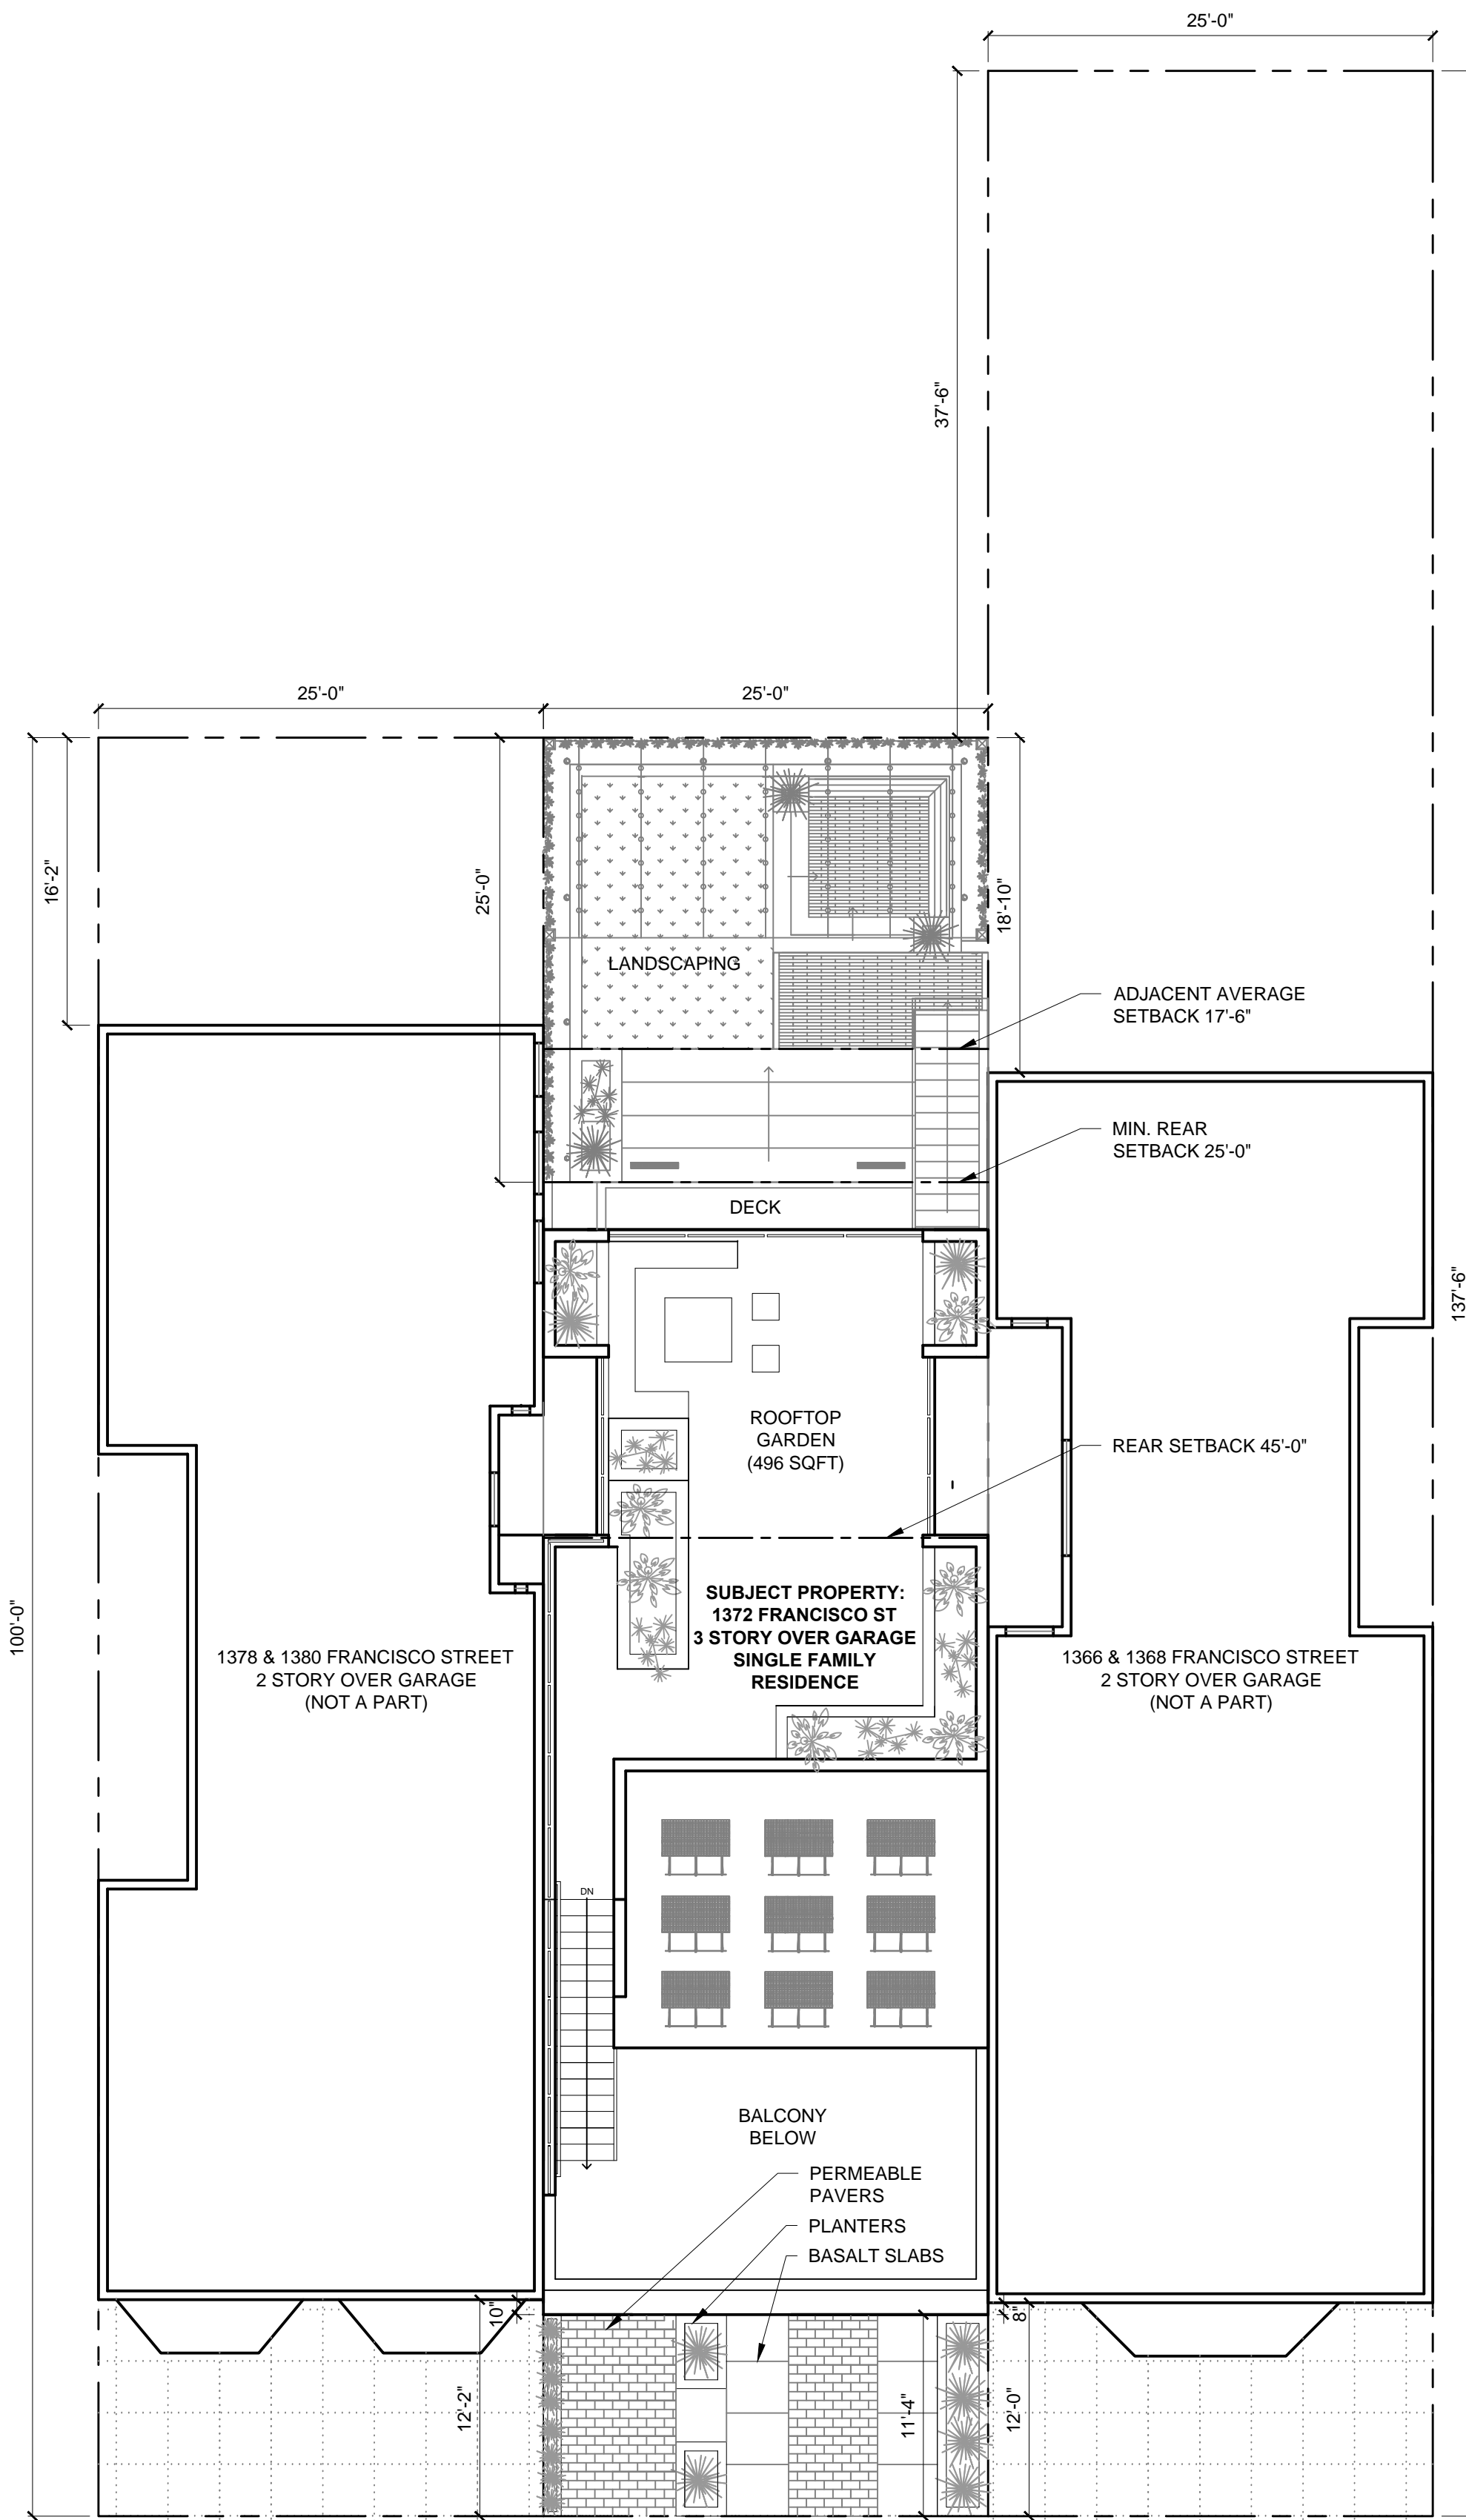 25'-0"
37'-6"
25'-0"
25'-0"
16'-2"
25'-0"
18'-10"
LANDSCAPING
ADJACENT AVERAGE
SETBACK 17'-6"
MIN. REAR
SETBACK 25'-0"
DECK
137'-6"
ROOFTOP
GARDEN
(496 SQFT)
REAR SETBACK 45'-0"
100'-0"
SUBJECT PROPERTY:
1372 FRANCISCO ST
3 STORY OVER GARAGE
SINGLE FAMILY
RESIDENCE
1378 & 1380 FRANCISCO STREET
2 STORY OVER GARAGE
(NOT A PART)
1366 & 1368 FRANCISCO STREET
2 STORY OVER GARAGE
(NOT A PART)
DN
BALCONY
BELOW
PERMEABLE
PAVERS
PLANTERS
BASALT SLABS
10"
8"
12'-2"
11'-4"
12'-0"